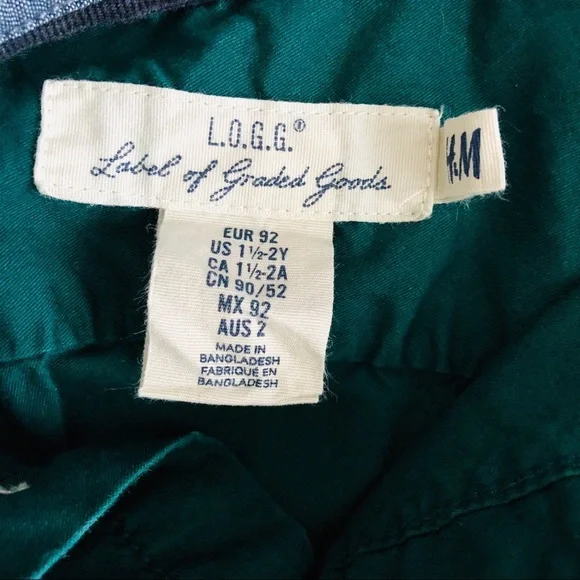 L.O.G.G.®
Label of Graded Goods
H&M
EUR 92
US 1½-2Y
CA 1½-2A
CN 90/52
MX 92
AUS 2
MADE IN
BANGLADESH
FABRIQUÉ EN
BANGLADESH